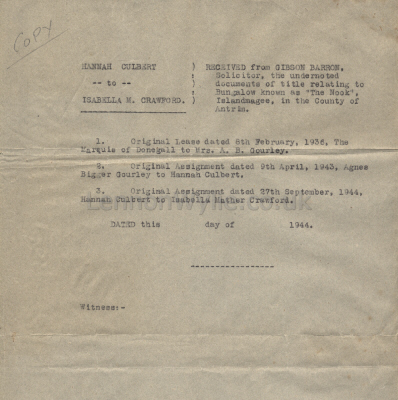 COPY
HANNAH CULBERT ) RECEIVED from GIBSON BARRON,
-- to -- ) Solicitor, the undernoted
) documents of title relating to
ISABELLA M. CRAWFORD. ) Bungalow known as "The Nook",
Islandmagee, in the County of
Antrim.
1. Original Lease dated 6th February, 1936, The
Marquis of Donegall to Mrs. A. B. Gourley.
2. Original Assignment dated 9th April, 1943, Agnes
Bigger Gourley to Hannah Culbert.
3. Original Assignment dated 27th September, 1944,
Hannah Culbert to Isabella Mather Crawford.
DATED this day of 1944.
-----------------
Witness:-